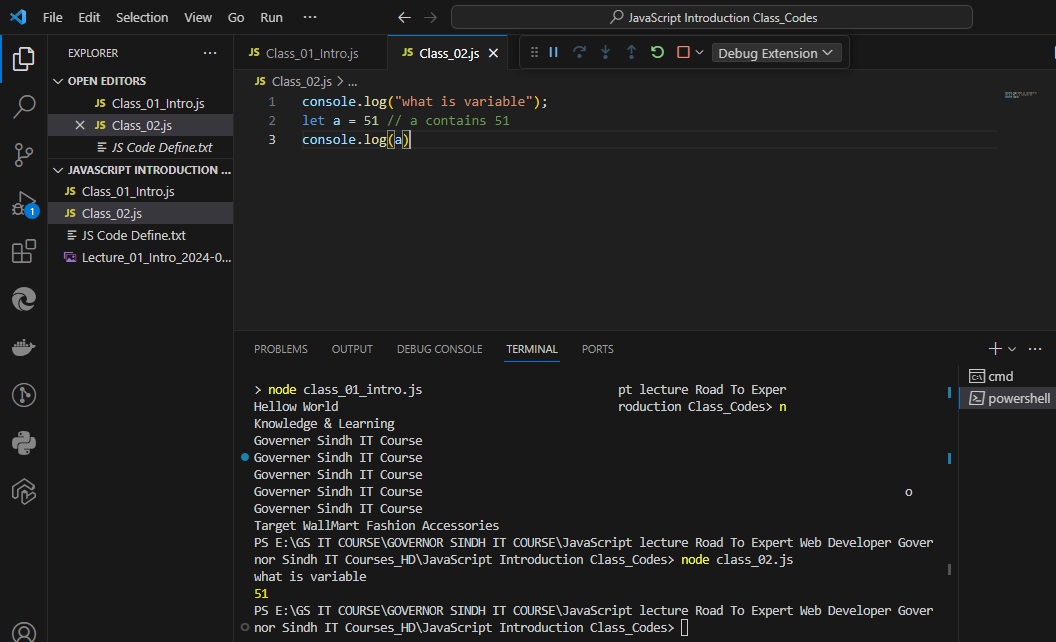 File Edit Selection View Go Run ···
JavaScript Introduction Class_Codes
EXPLORER ···
OPEN EDITORS
JS Class_01_Intro.js
JS Class_02.js
JS Code Define.txt
JAVASCRIPT INTRODUCTION ...
JS Class_01_Intro.js
JS Class_02.js
JS Code Define.txt
Lecture_01_Intro_2024-0...
1
JS Class_01_Intro.js
JS Class_02.js
Debug Extension
JS Class_02.js > ...
1 console.log("what is variable");
2 let a = 51 // a contains 51
3 console.log(a)
PROBLEMS OUTPUT DEBUG CONSOLE TERMINAL PORTS
cmd
powershell
> node class_01_intro.js pt lecture Road To Exper
Hellow World roduction Class_Codes> n
Knowledge & Learning
Governer Sindh IT Course
Governer Sindh IT Course
Governer Sindh IT Course
Governer Sindh IT Course o
Governer Sindh IT Course
Target WallMart Fashion Accessories
PS E:\GS IT COURSE\GOVERNOR SINDH IT COURSE\JavaScript lecture Road To Expert Web Developer Gover
nor Sindh IT Courses_HD\JavaScript Introduction Class_Codes> node class_02.js
what is variable
51
PS E:\GS IT COURSE\GOVERNOR SINDH IT COURSE\JavaScript lecture Road To Expert Web Developer Gover
nor Sindh IT Courses_HD\JavaScript Introduction Class_Codes>